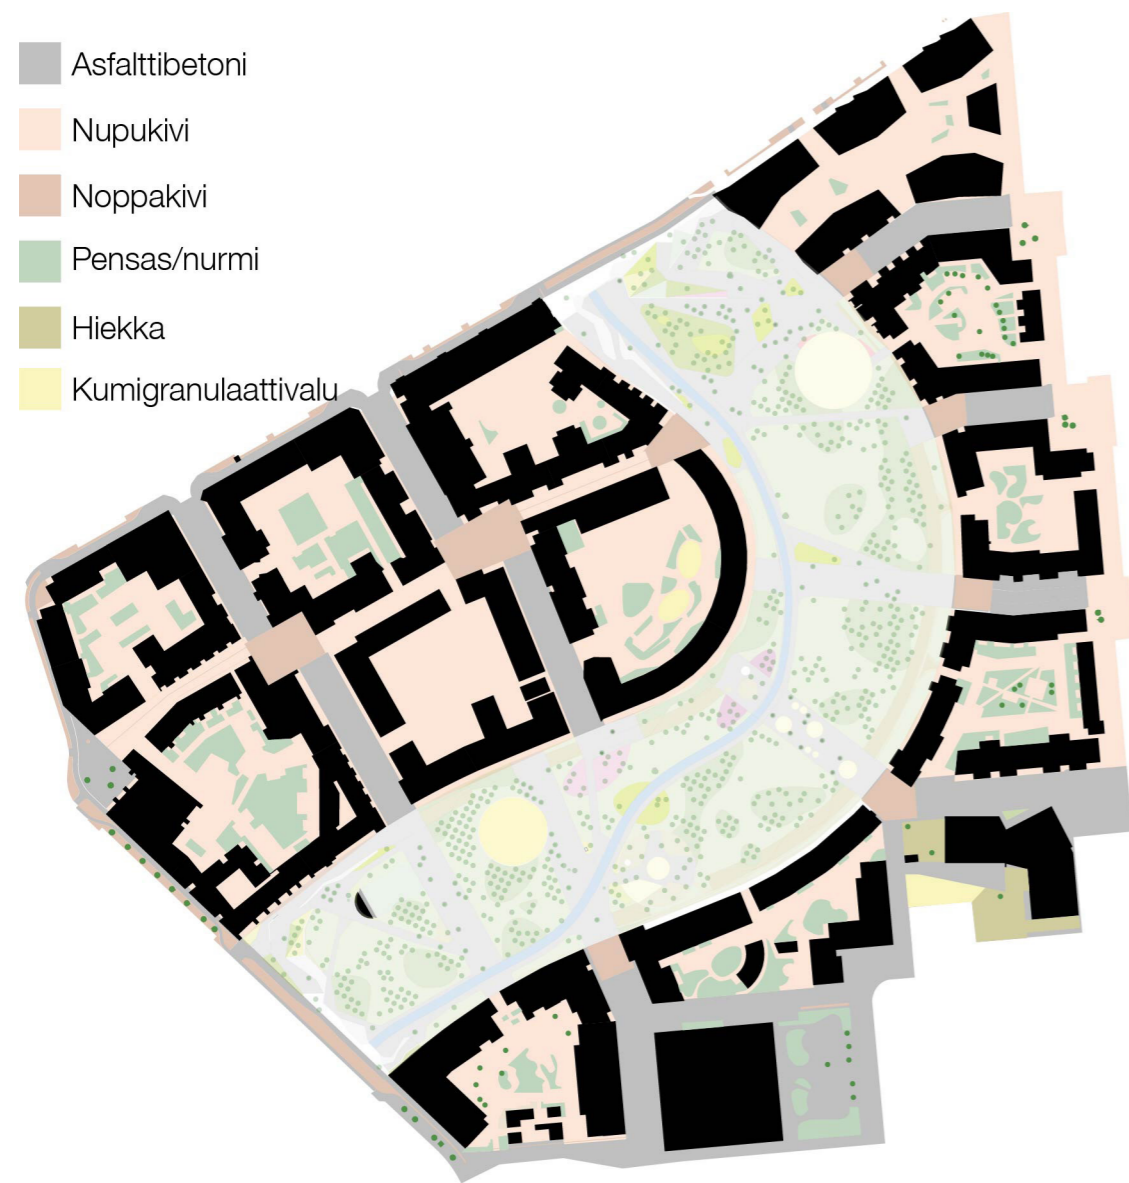 Asfalttibetoni
Nupukivi
Noppakivi
Pensas/nurmi
Hiekka
Kumigranulaattivalu